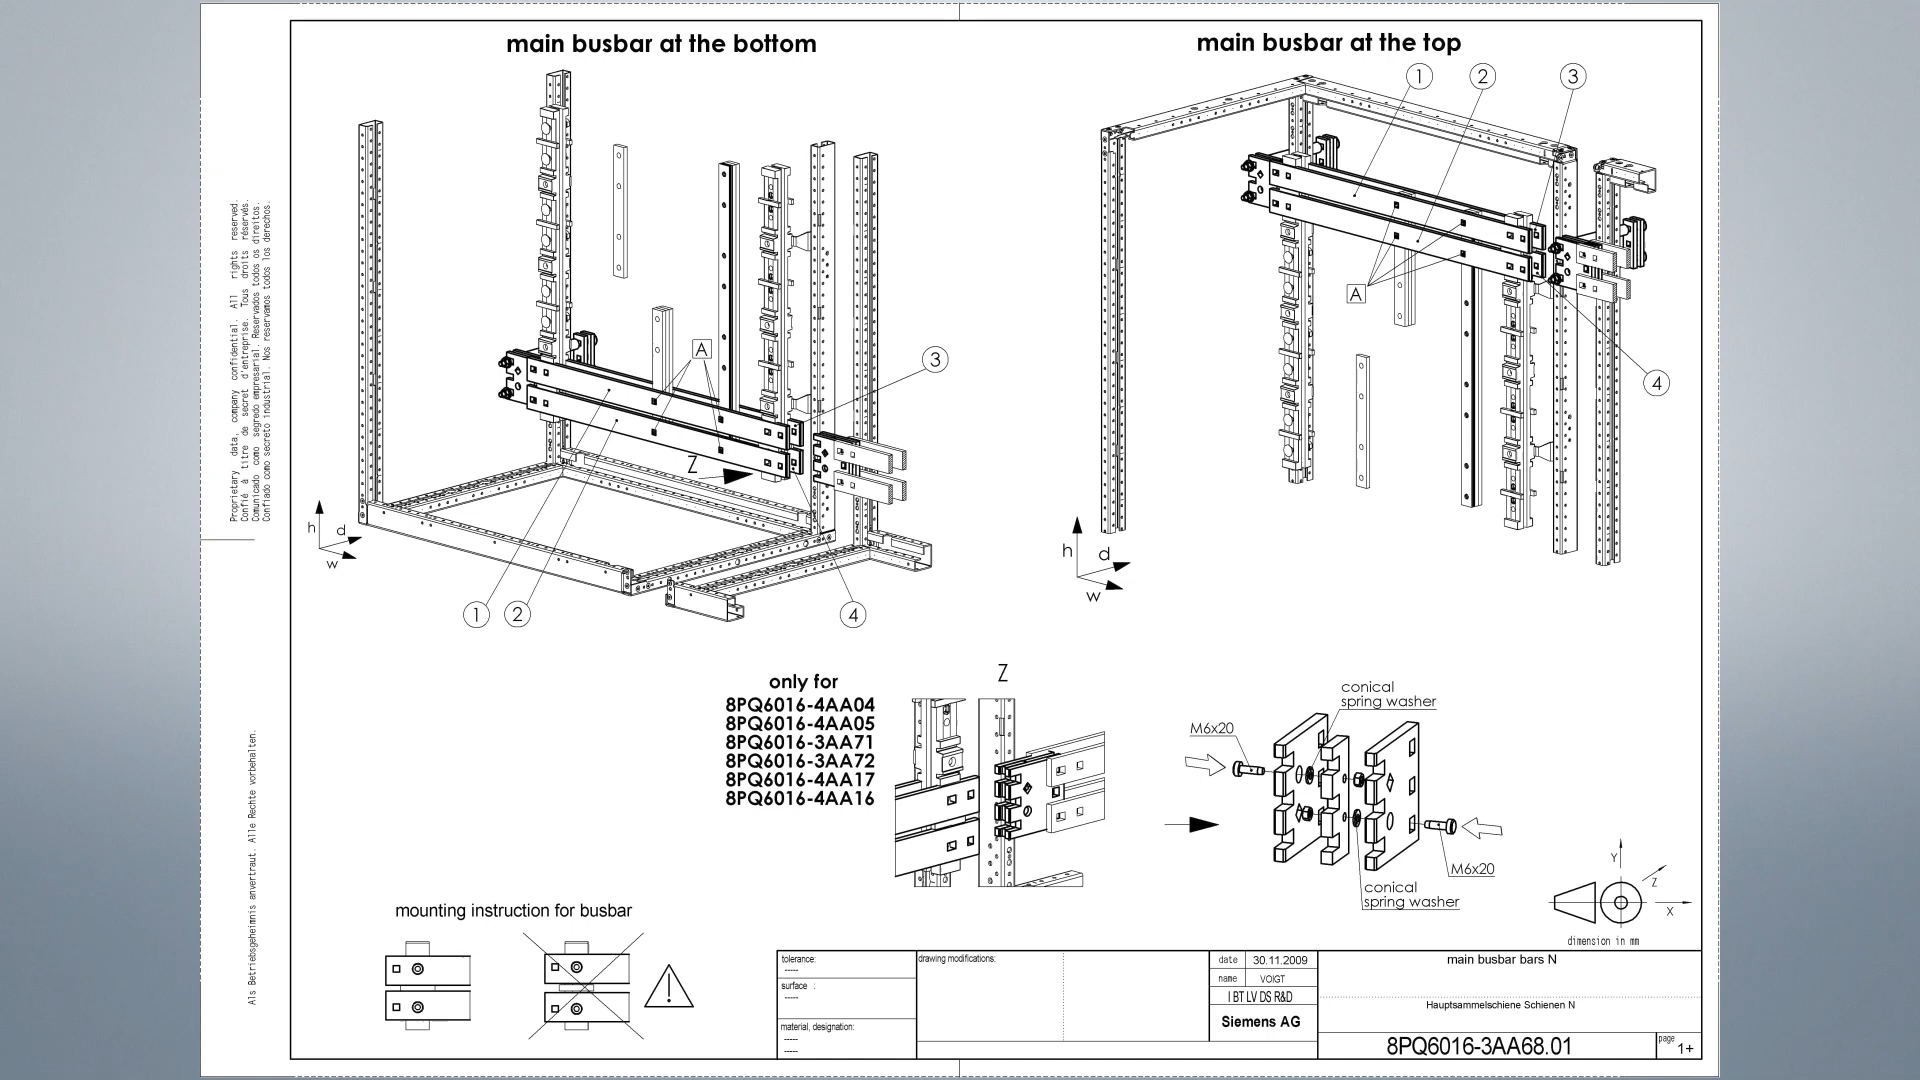 main busbar at the bottom
main busbar at the top
1
2
3
A
3
A
4
Z
h
d
w
1
2
4
h
d
w
Proprietary data, company confidential. All rights reserved.
Confié à titre de secret d'entreprise. Tous droits réservés.
Comunicado como segredo empresarial. Reservados todos os direitos.
Confiado como secreto industrial. Nos reservamos todos los derechos.
Als Betriebsgeheimnis anvertraut. Alle Rechte vorbehalten.
only for
8PQ6016-4AA04
8PQ6016-4AA05
8PQ6016-3AA71
8PQ6016-3AA72
8PQ6016-4AA17
8PQ6016-4AA16
Z
conical
spring washer
M6x20
M6x20
conical
spring washer
Y
Z
X
dimension in mm
mounting instruction for busbar
tolerance:
-----
surface :
-----
material, designation:
-----
-----
drawing modifications:
date 30.11.2009
name VOIGT
I BT LV DS R&D
Siemens AG
main busbar bars N
Hauptsammelschiene Schienen N
8PQ6016-3AA68.01
page
1+